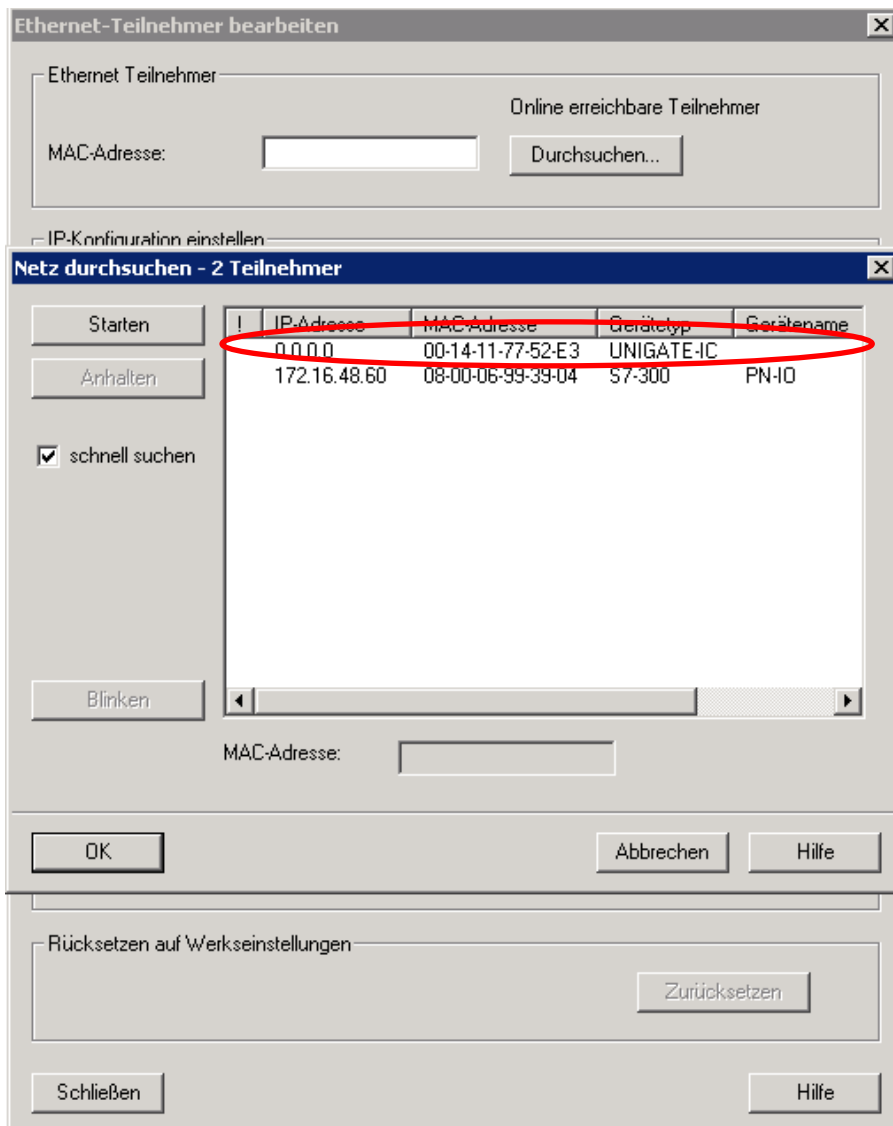 Ethernet-Teilnehmer bearbeiten
Ethernet Teilnehmer
Online erreichbare Teilnehmer
MAC-Adresse:
Durchsuchen...
IP-Konfiguration einstellen
Netz durchsuchen - 2 Teilnehmer
Starten
! IP-Adresse MAC-Adresse Gerätetyp Gerätename
0.0.0.0 00-14-11-77-52-E3 UNIGATE-IC
Anhalten
172.16.48.60 08-00-06-99-39-04 S7-300 PN-IO
schnell suchen
Blinken
MAC-Adresse:
OK Abbrechen Hilfe
Rücksetzen auf Werkseinstellungen
Zurücksetzen
Schließen Hilfe